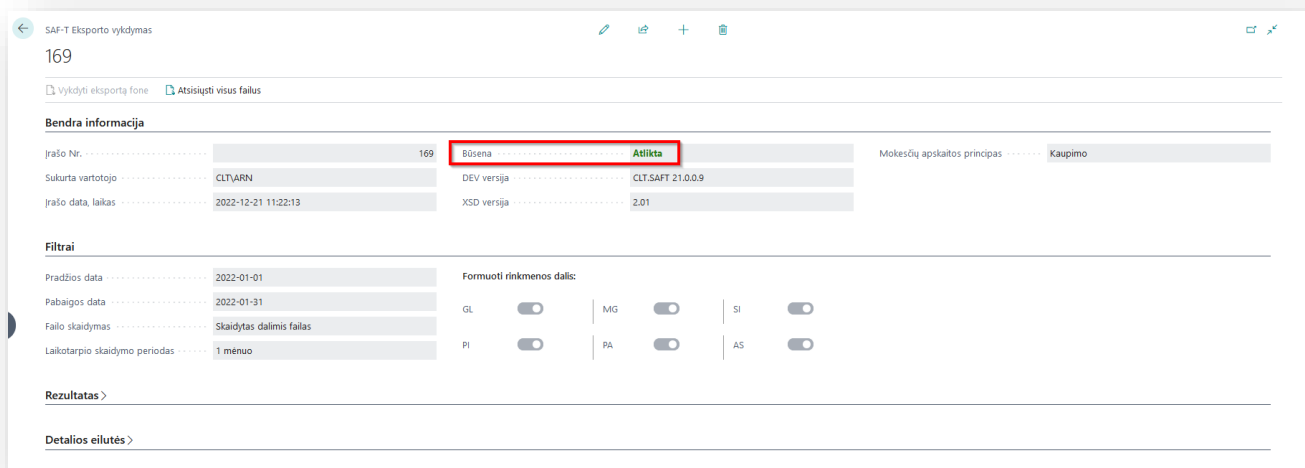 SAF-T Eksporto vykdymas
169
Vykdyti eksportą fone Atsisiųsti visus failus
Bendra informacija
Įrašo Nr. 169 Būsena Atlikta Mokesčių apskaitos principas Kaupimo
Sukurta vartotojo CLT\ARN DEV versija CLT.SAFT 21.0.0.9
Įrašo data, laikas 2022-12-21 11:22:13 XSD versija 2.01
Filtrai
Pradžios data 2022-01-01 Formuoti rinkmenos dalis:
Pabaigos data 2022-01-31 GL MG SI
Failo skaidymas Skaidytas dalimis failas
Laikotarpio skaidymo periodas 1 mėnuo PI PA AS
Rezultatas >
Detalios eilutės >